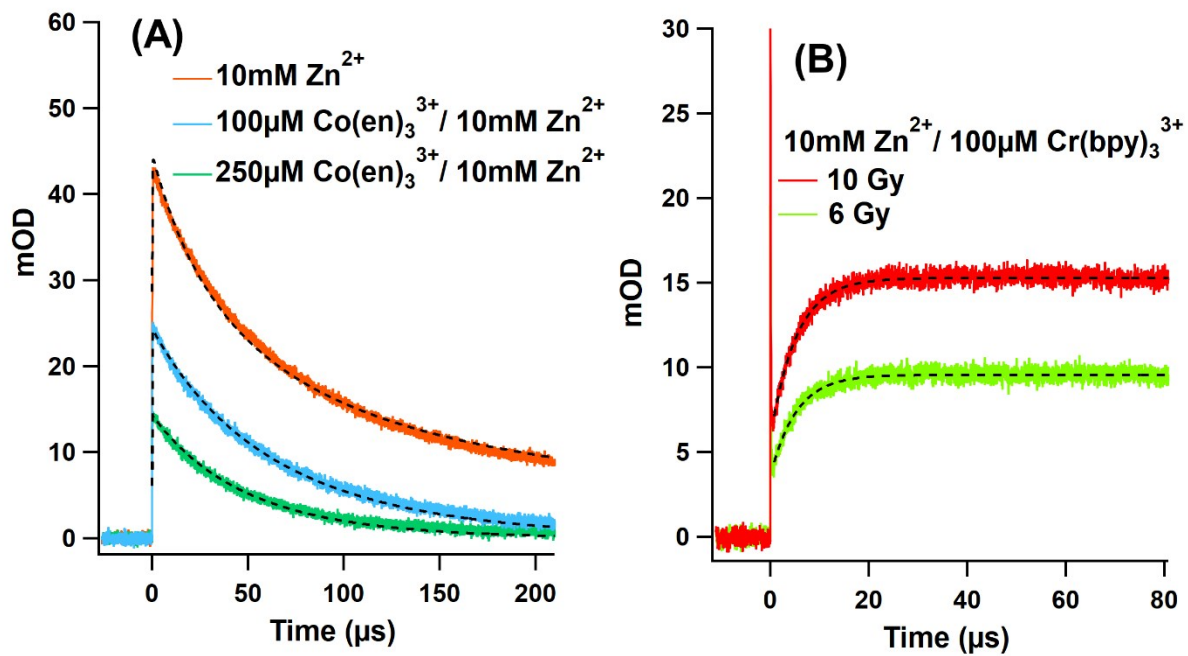 (A)
10mM Zn²⁺
100µM Co(en)₃³⁺/ 10mM Zn²⁺
250µM Co(en)₃³⁺/ 10mM Zn²⁺
60
50
40
30
20
10
0
mOD
0
50
100
150
200
Time (µs)
(B)
10mM Zn²⁺/ 100µM Cr(bpy)₃³⁺
10 Gy
6 Gy
30
25
20
15
10
5
0
mOD
0
20
40
60
80
Time (µs)